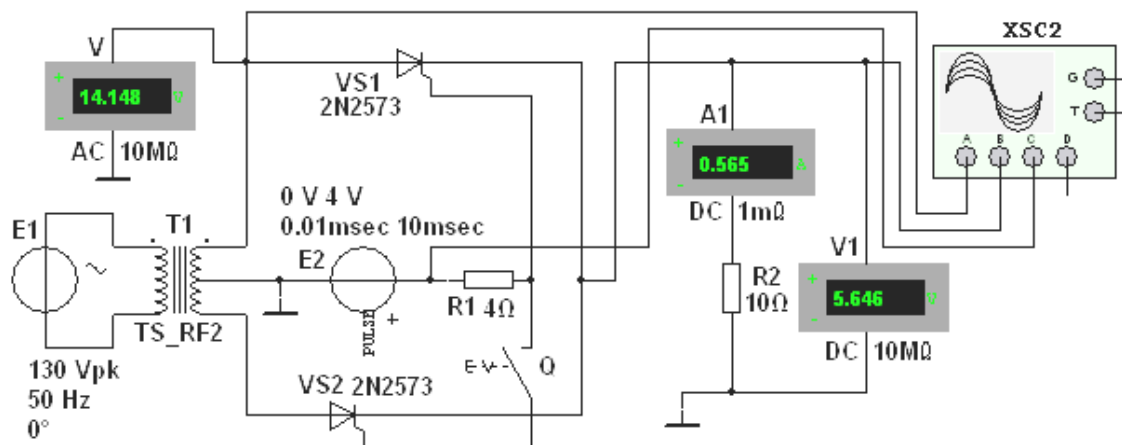 V
14.148 V
AC 10MΩ
VS1
2N2573
XSC2
G
T
A B C D
A1
0.565 A
DC 1mΩ
0 V 4 V
0.01msec 10msec
E1
T1
E2
R1 4Ω
PULSE
TS_RF2
130 Vpk
50 Hz
0°
VS2 2N2573
Q
R2
10Ω
V1
5.646 V
DC 10MΩ